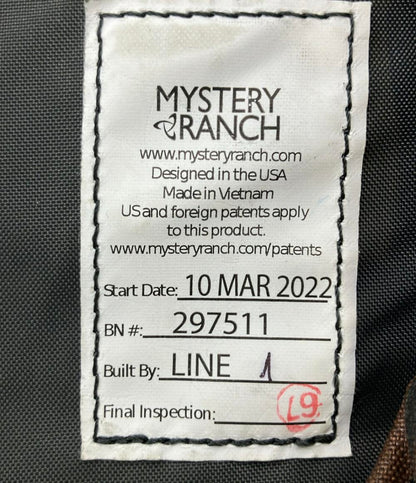 MYSTERY
RANCH
www.mysteryranch.com
Designed in the USA
Made in Vietnam
US and foreign patents apply
to this product.
www.mysteryranch.com/patents
Start Date: 10 MAR 2022
BN #: 297511
Built By: LINE 1
Final Inspection: